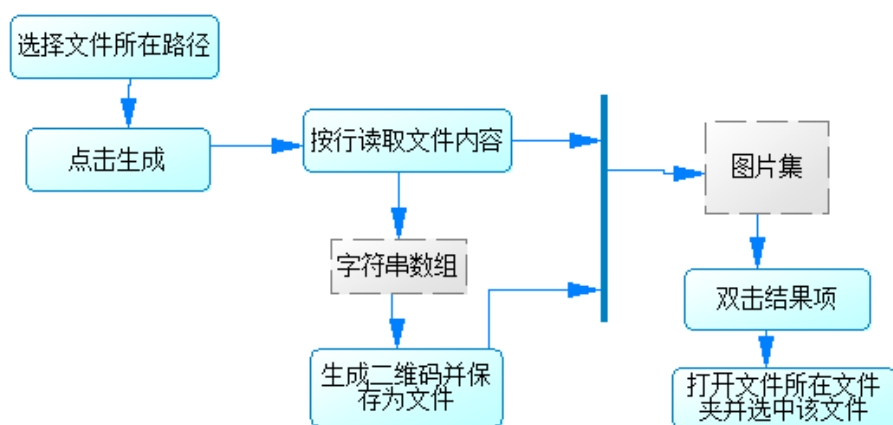 选择文件所在路径
点击生成
按行读取文件内容
字符串数组
生成二维码并保
存为文件
图片集
双击结果项
打开文件所在文件
夹并选中该文件